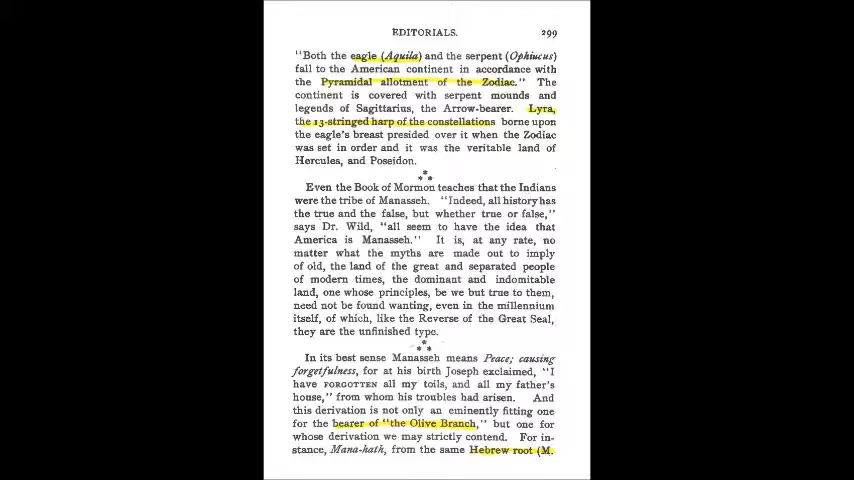 EDITORIALS. 299
"Both the eagle (Aquila) and the serpent (Ophiucus)
fall to the American continent in accordance with
the Pyramidal allotment of the Zodiac." The
continent is covered with serpent mounds and
legends of Sagittarius, the Arrow-bearer. Lyra,
the 13-stringed harp of the constellations borne upon
the eagle's breast presided over it when the Zodiac
was set in order and it was the veritable land of
Hercules, and Poseidon.
*
* *
Even the Book of Mormon teaches that the Indians
were the tribe of Manasseh. "Indeed, all history has
the true and the false, but whether true or false,"
says Dr. Wild, "all seem to have the idea that
America is Manasseh." It is, at any rate, no
matter what the myths are made out to imply
of old, the land of the great and separated people
of modern times, the dominant and indomitable
land, one whose principles, be we but true to them,
need not be found wanting, even in the millennium
itself, of which, like the Reverse of the Great Seal,
they are the unfinished type.
*
* *
In its best sense Manasseh means Peace; causing
forgetfulness, for at his birth Joseph exclaimed, "I
have FORGOTTEN all my toils, and all my father's
house," from whom his troubles had arisen. And
this derivation is not only an eminently fitting one
for the bearer of "the Olive Branch," but one for
whose derivation we may strictly contend. For in-
stance, Mana-hath, from the same Hebrew root (M.